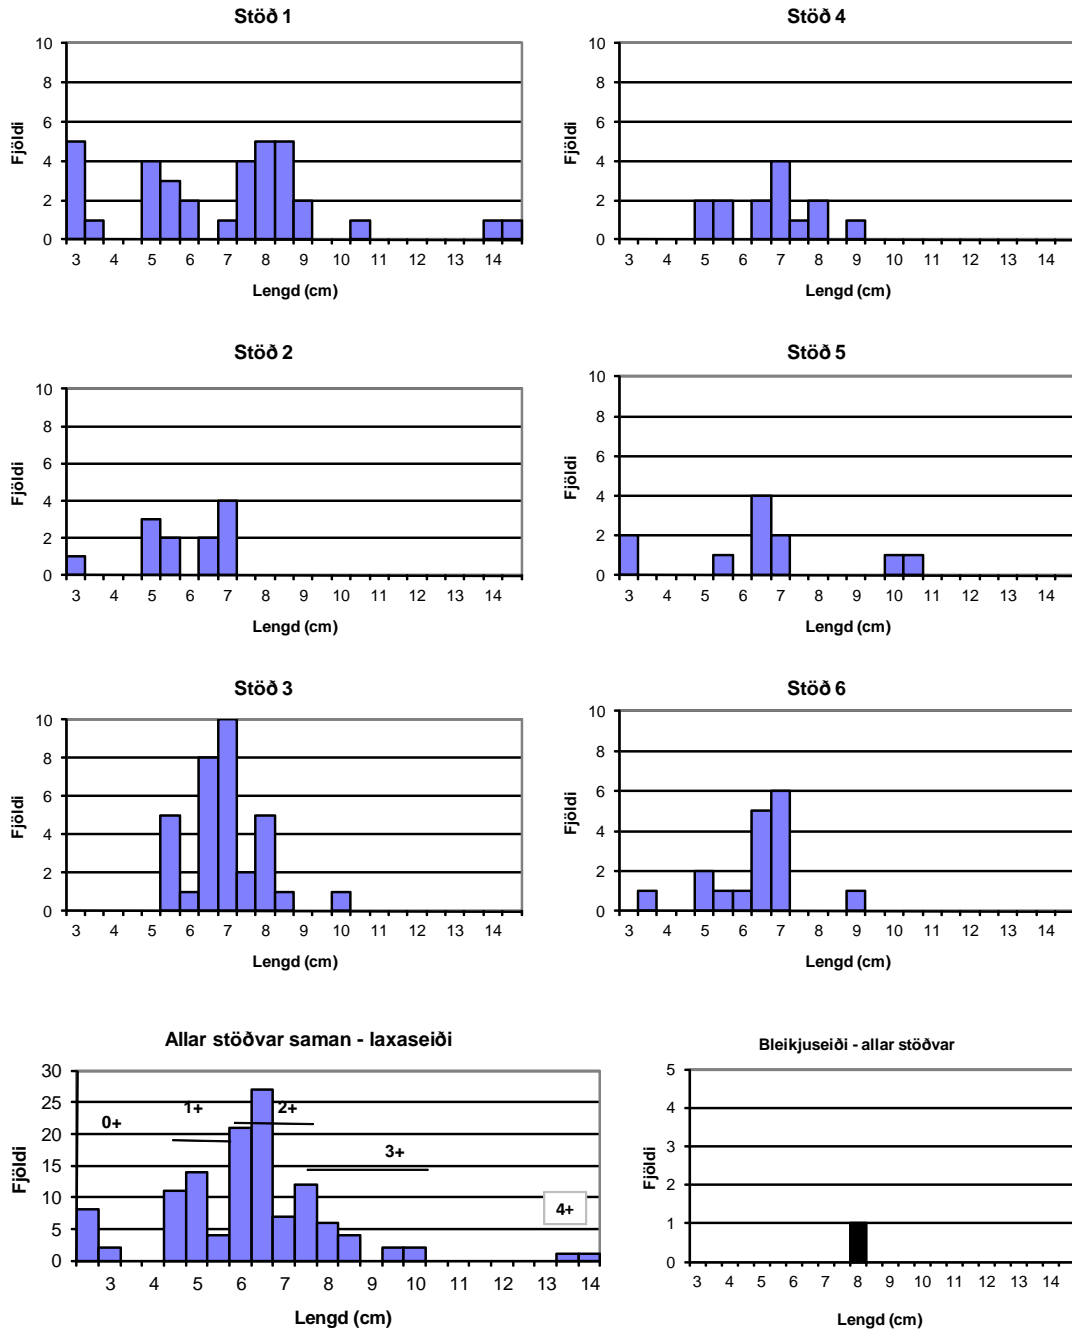 Stöð 1
10
8
6
4
2
0
Fjöldi
3 4 5 6 7 8 9 10 11 12 13 14
Lengd (cm)
Stöð 4
10
8
6
4
2
0
Fjöldi
3 4 5 6 7 8 9 10 11 12 13 14
Lengd (cm)
Stöð 2
10
8
6
4
2
0
Fjöldi
3 4 5 6 7 8 9 10 11 12 13 14
Lengd (cm)
Stöð 5
10
8
6
4
2
0
Fjöldi
3 4 5 6 7 8 9 10 11 12 13 14
Lengd (cm)
Stöð 3
10
8
6
4
2
0
Fjöldi
3 4 5 6 7 8 9 10 11 12 13 14
Lengd (cm)
Stöð 6
10
8
6
4
2
0
Fjöldi
3 4 5 6 7 8 9 10 11 12 13 14
Lengd (cm)
Allar stöðvar saman - laxaseiði
30
25
20
15
10
5
0
Fjöldi
0+
1+
2+
3+
4+
3 4 5 6 7 8 9 10 11 12 13 14
Lengd (cm)
Bleikjuseiði - allar stöðvar
5
4
3
2
1
0
Fjöldi
3 4 5 6 7 8 9 10 11 12 13 14
Lengd (cm)